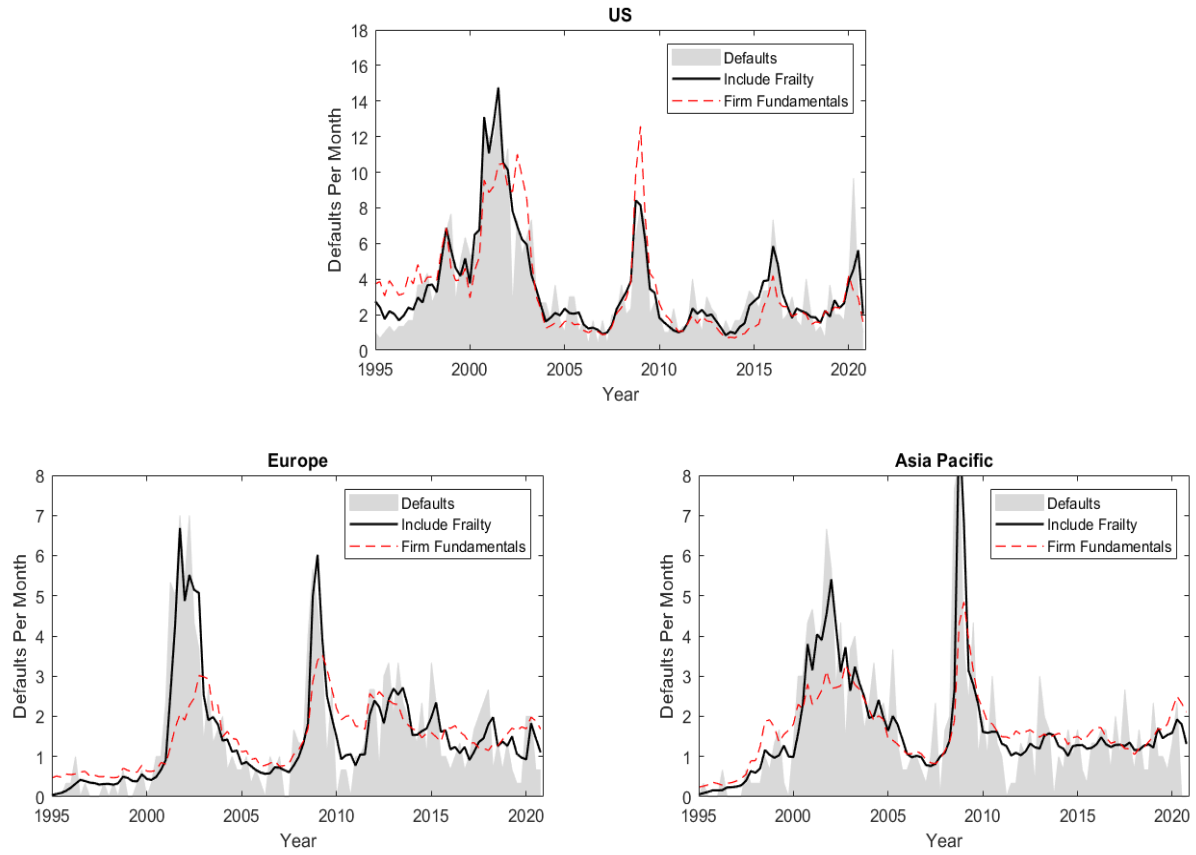 US
18
16
14
12
10
8
6
4
2
0
Defaults Per Month
Defaults
Include Frailty
Firm Fundamentals
1995 2000 2005 2010 2015 2020
Year
Europe
8
7
6
5
4
3
2
1
0
Defaults Per Month
Defaults
Include Frailty
Firm Fundamentals
1995 2000 2005 2010 2015 2020
Year
Asia Pacific
8
7
6
5
4
3
2
1
0
Defaults Per Month
Defaults
Include Frailty
Firm Fundamentals
1995 2000 2005 2010 2015 2020
Year